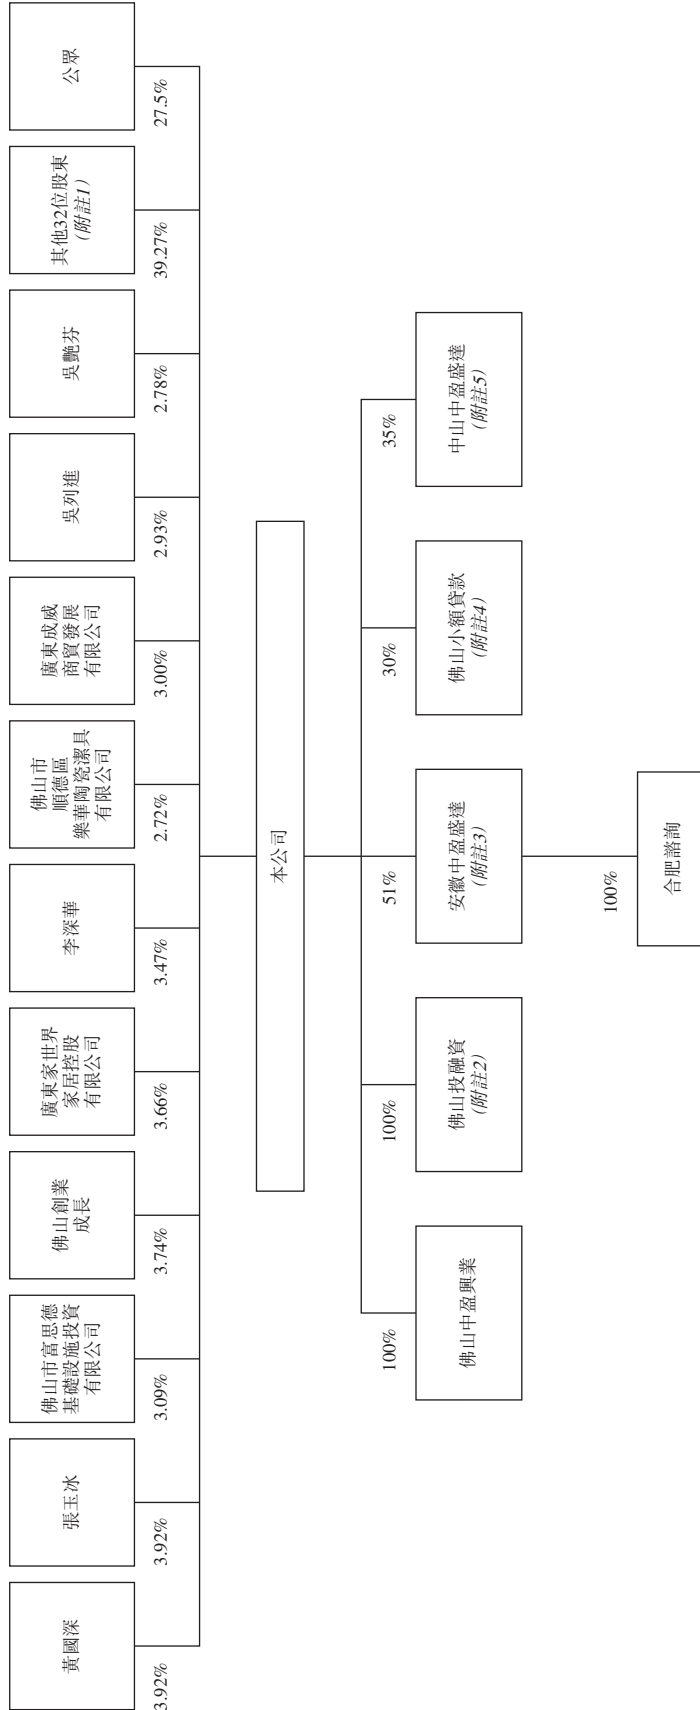 黃國深
3.92%
張玉冰
3.92%
佛山市富思德
基礎設施投資
有限公司
3.09%
佛山創業
成長
3.74%
廣東家世界
家居控股
有限公司
3.66%
李深華
3.47%
佛山市
順德區
樂華陶瓷潔具
有限公司
2.72%
廣東成威
商貿發展
有限公司
3.00%
吳列進
2.93%
吳艷芬
2.78%
其他32位股東
(附註1)
39.27%
公眾
27.5%
本公司
100%
佛山中盈興業
100%
佛山投融資
(附註2)
51%
安徽中盈盛達
(附註3)
30%
佛山小額貸款
(附註4)
35%
中山中盈盛達
(附註5)
100%
合肥諮詢